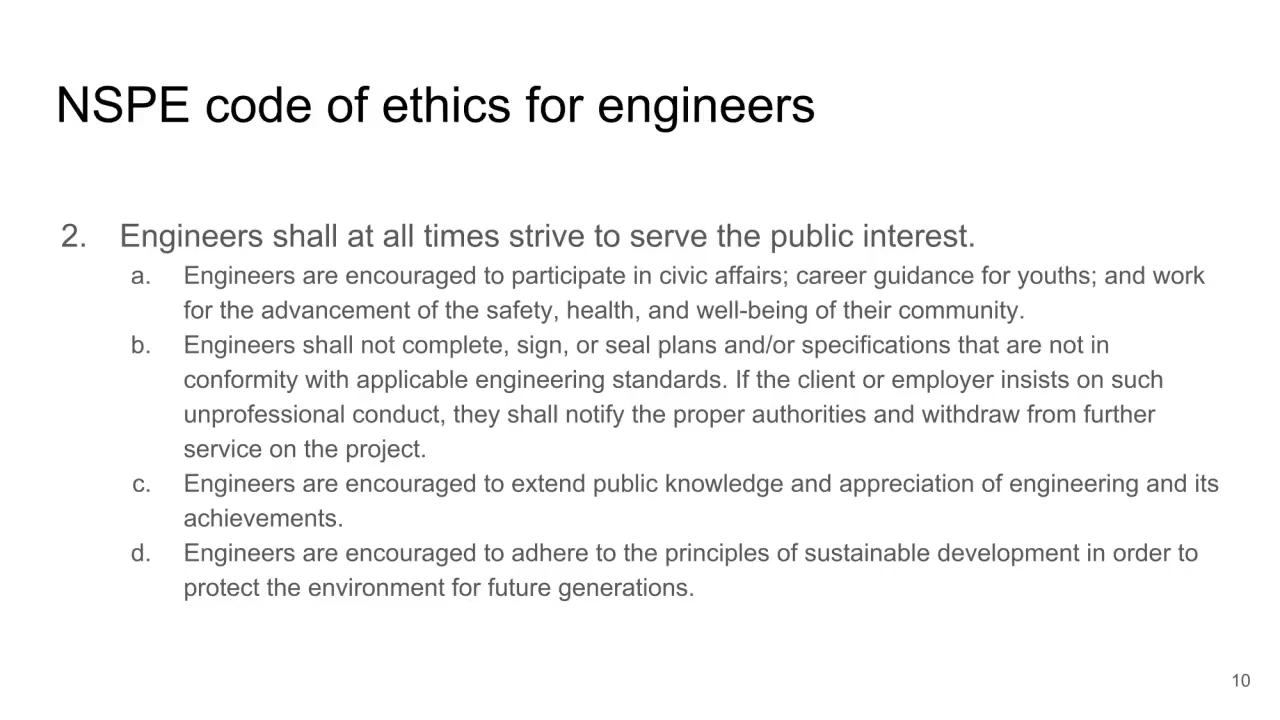 NSPE code of ethics for engineers
2. Engineers shall at all times strive to serve the public interest.
a. Engineers are encouraged to participate in civic affairs; career guidance for youths; and work
for the advancement of the safety, health, and well-being of their community.
b. Engineers shall not complete, sign, or seal plans and/or specifications that are not in
conformity with applicable engineering standards. If the client or employer insists on such
unprofessional conduct, they shall notify the proper authorities and withdraw from further
service on the project.
c. Engineers are encouraged to extend public knowledge and appreciation of engineering and its
achievements.
d. Engineers are encouraged to adhere to the principles of sustainable development in order to
protect the environment for future generations.
10